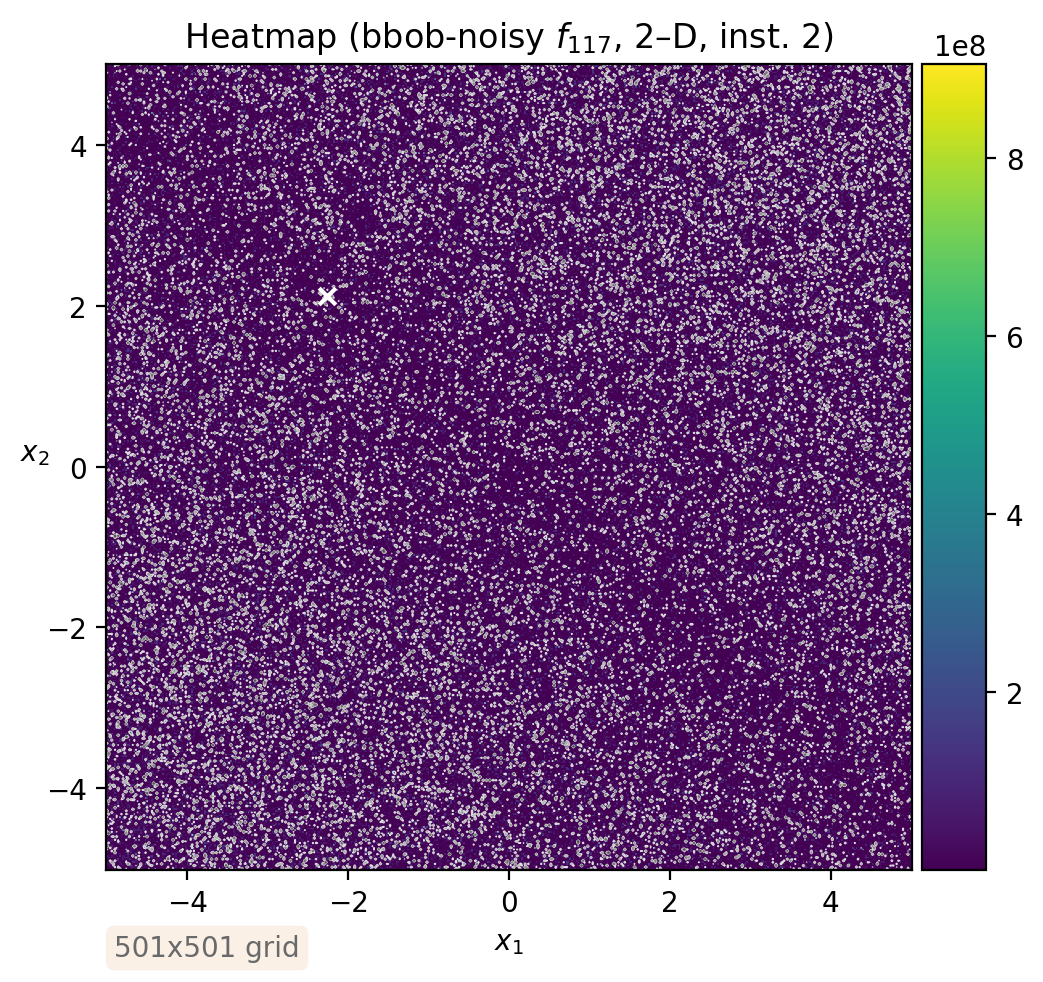 Heatmap (bbob-noisy f₁₁₇, 2–D, inst. 2)
1e8
4
2
0
−2
−4
x₂
8
6
4
2
−4 −2 0 2 4
x₁
501x501 grid